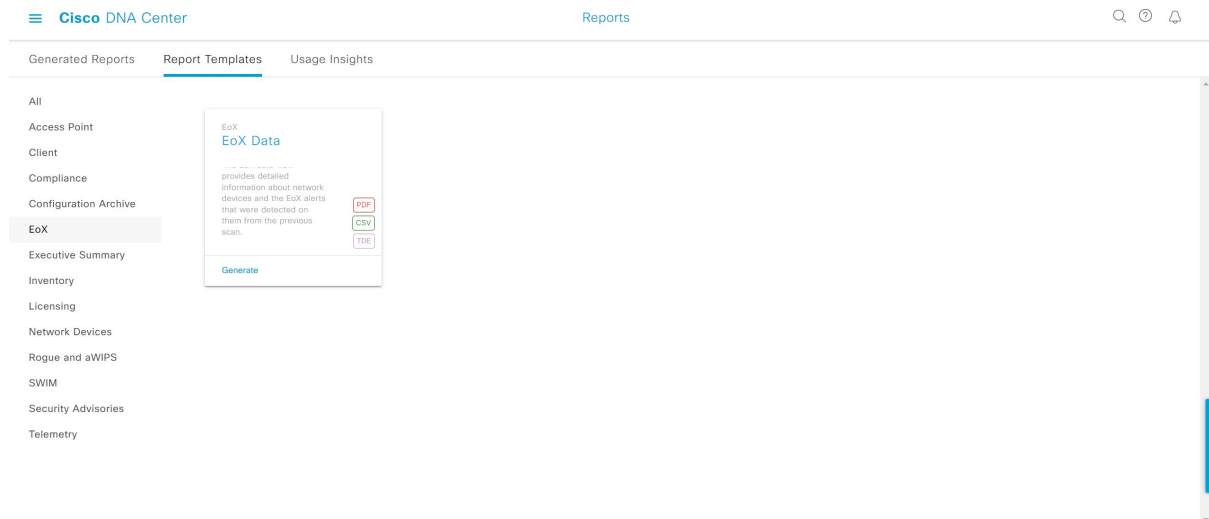 Cisco DNA Center
Reports
Generated Reports
Report Templates
Usage Insights
All
Access Point
Client
Compliance
Configuration Archive
EoX
Executive Summary
Inventory
Licensing
Network Devices
Rogue and aWIPS
SWIM
Security Advisories
Telemetry
EoX
EoX Data
provides detailed
information about network
devices and the EoX alerts
that were detected on
them from the previous
scan.
PDF
CSV
TDE
Generate